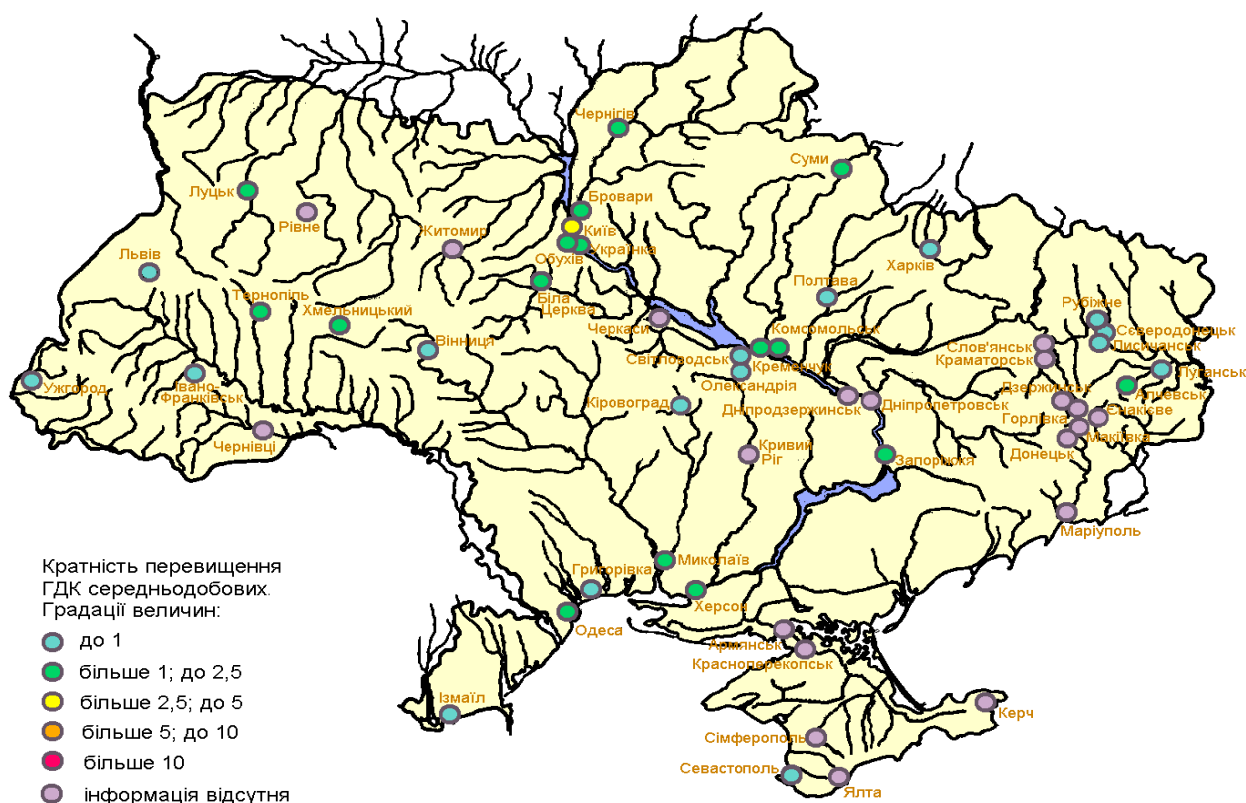 Чернігів
Суми
Луцьк
Рівне
Бровари
Київ
Житомир
Українка
Обухів
Львів
Харків
Полтава
Біла
Церква
Тернопіль
Хмельницький
Рубіжне
Черкаси
Комсомольськ
Сєверодонецьк
Лисичанськ
Вінниця
Слов'янськ
Світловодськ
Краматорськ
Кременчук
Луганськ
Ужгород
Івано-
Франківськ
Олександрія
Дзержинськ
Алчевськ
Кіровоград
Дніпродзержинськ
Дніпропетровськ
Єнакієве
Горлівка
Макіївка
Чернівці
Кривий
Ріг
Донецьк
Запоріжжя
Маріуполь
Миколаїв
Григорівка
Херсон
Одеса
Армянськ
Красноперекопськ
Ізмаїл
Керч
Сімферополь
Севастополь
Ялта
Кратність перевищення
ГДК середньодобових.
Градації величин:
до 1
більше 1; до 2,5
більше 2,5; до 5
більше 5; до 10
більше 10
інформація відсутня